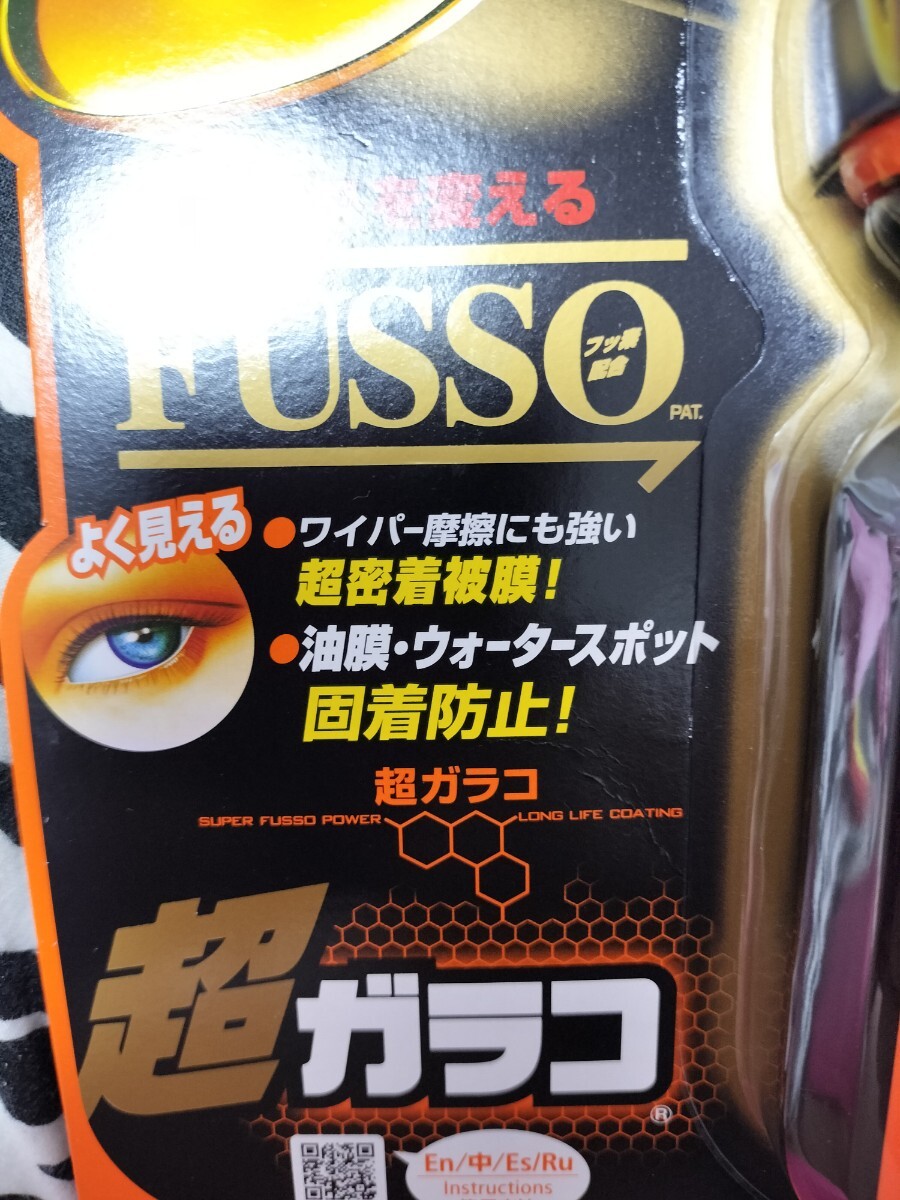 を変える
FUSSO
フッ素
配合
PAT.
よく見える
●ワイパー摩擦にも強い
超密着被膜!
●油膜・ウォータースポット
固着防止!
超ガラコ
SUPER FUSSO POWER
LONG LIFE COATING
超ガラコ
®
En/中/Es/Ru
Instructions